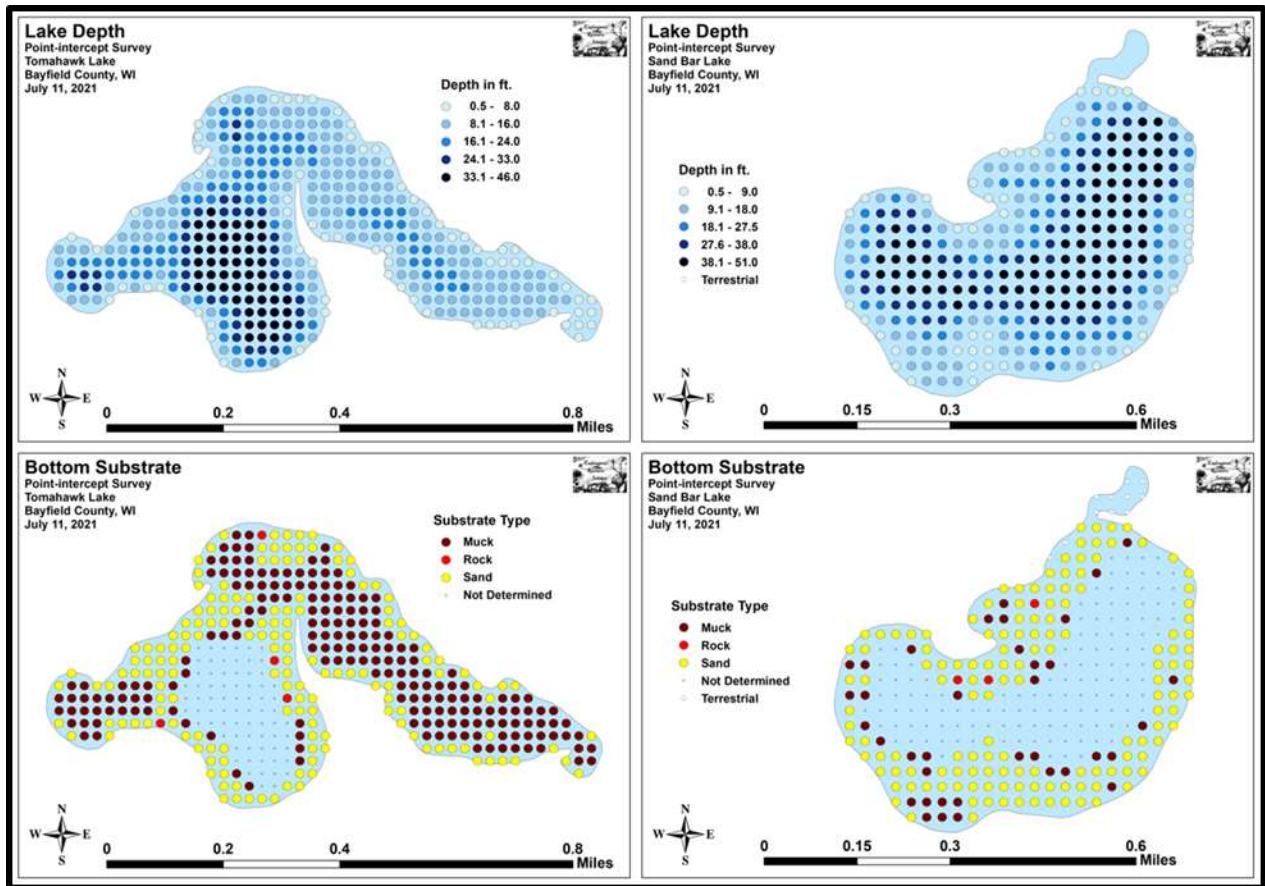 Lake Depth
Point-intercept Survey
Tomahawk Lake
Bayfield County, WI
July 11, 2021
Depth in ft.
0.5 - 8.0
8.1 - 16.0
16.1 - 24.0
24.1 - 33.0
33.1 - 46.0
N
W E
S
0 0.2 0.4 0.8
Miles
Lake Depth
Point-intercept Survey
Sand Bar Lake
Bayfield County, WI
July 11, 2021
Depth in ft.
0.5 - 9.0
9.1 - 18.0
18.1 - 27.5
27.6 - 38.0
38.1 - 51.0
Terrestrial
N
W E
S
0 0.15 0.3 0.6
Miles
Bottom Substrate
Point-intercept Survey
Tomahawk Lake
Bayfield County, WI
July 11, 2021
Substrate Type
Muck
Rock
Sand
Not Determined
N
W E
S
0 0.2 0.4 0.8
Miles
Bottom Substrate
Point-intercept Survey
Sand Bar Lake
Bayfield County, WI
July 11, 2021
Substrate Type
Muck
Rock
Sand
Not Determined
Terrestrial
N
W E
S
0 0.15 0.3 0.6
Miles